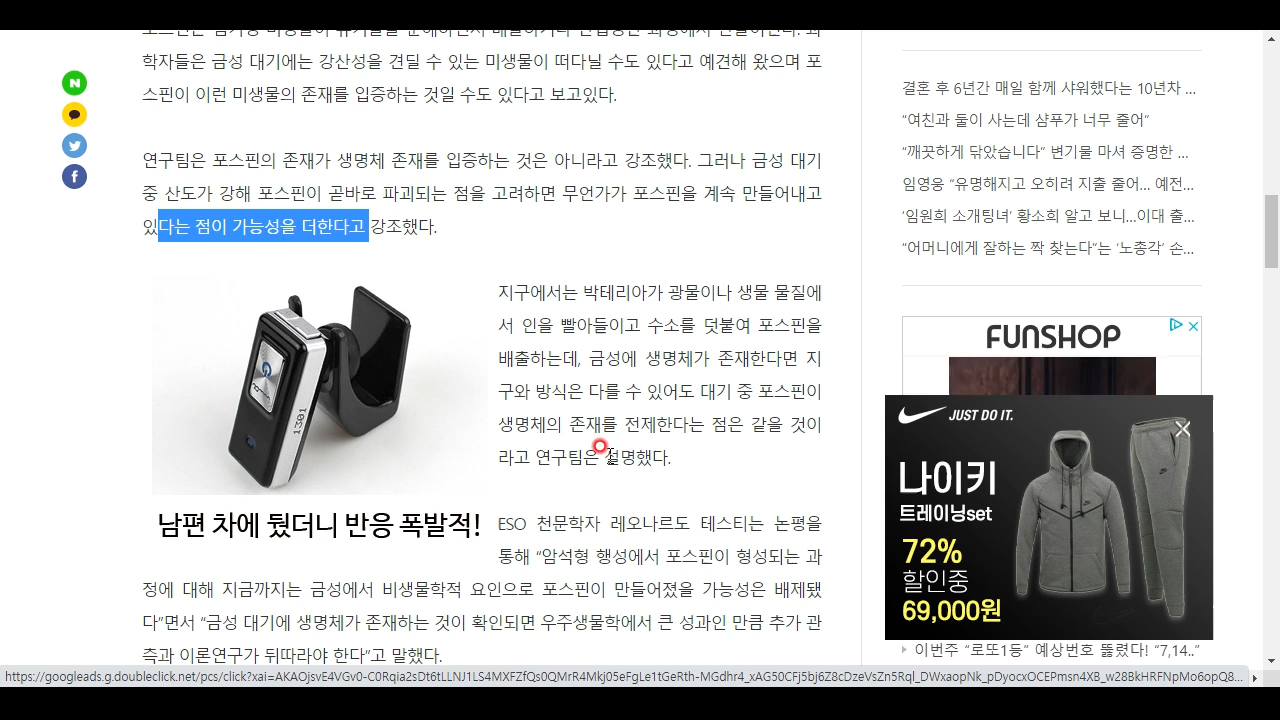 학자들은 금성 대기에는 강산성을 견딜 수 있는 미생물이 떠다닐 수도 있다고 예견해 왔으며 포
스핀이 이런 미생물의 존재를 입증하는 것일 수도 있다고 보고있다.
연구팀은 포스핀의 존재가 생명체 존재를 입증하는 것은 아니라고 강조했다. 그러나 금성 대기
중 산도가 강해 포스핀이 곧바로 파괴되는 점을 고려하면 무언가가 포스핀을 계속 만들어내고
있다는 점이 가능성을 더한다고 강조했다.
지구에서는 박테리아가 광물이나 생물 물질에
서 인을 빨아들이고 수소를 덧붙여 포스핀을
배출하는데, 금성에 생명체가 존재한다면 지
구와 방식은 다를 수 있어도 대기 중 포스핀이
생명체의 존재를 전제한다는 점은 같을 것이
라고 연구팀은 설명했다.
1301
남편 차에 뒀더니 반응 폭발적!
ESO 천문학자 레오나르도 테스티는 논평을
통해 “암석형 행성에서 포스핀이 형성되는 과
정에 대해 지금까지는 금성에서 비생물학적 요인으로 포스핀이 만들어졌을 가능성은 배제됐
다”면서 “금성 대기에 생명체가 존재하는 것이 확인되면 우주생물학에서 큰 성과인 만큼 추가 관
측과 이론연구가 뒤따라야 한다”고 말했다.
결혼 후 6년간 매일 함께 샤워했다는 10년차 ...
“여친과 둘이 사는데 샴푸가 너무 줄어”
“깨끗하게 닦았습니다” 변기물 마셔 증명한 ...
임영웅 “유명해지고 오히려 지출 줄어... 예전...
‘임원희 소개팅녀’ 황소희 알고 보니...이대 출...
“어머니에게 잘하는 짝 찾는다”는 ‘노총각’ 손...
FUNSHOP
JUST DO IT.
나이키
트레이닝set
72%
할인중
69,000원
이번주 “로또1등” 예상번호 뚫렸다! “7,14..”